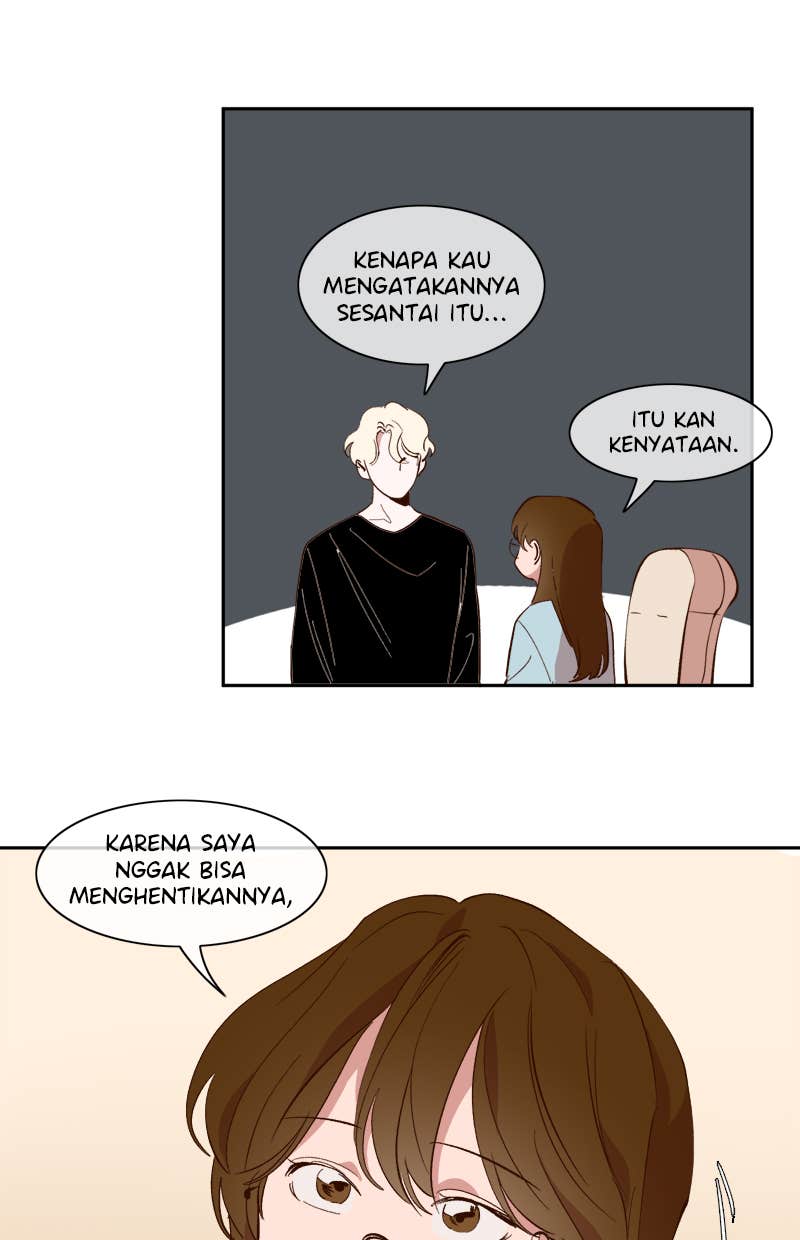 KENAPA KAU
MENGATAKANNYA
SESANTAI ITU...
ITU KAN
KENYATAAN.
KARENA SAYA
NGGAK BISA
MENGHENTIKANNYA,